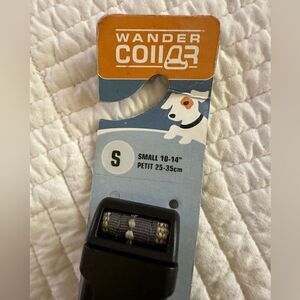 WANDER
COllAR
S
SMALL 10-14"
PETIT 25-35cm